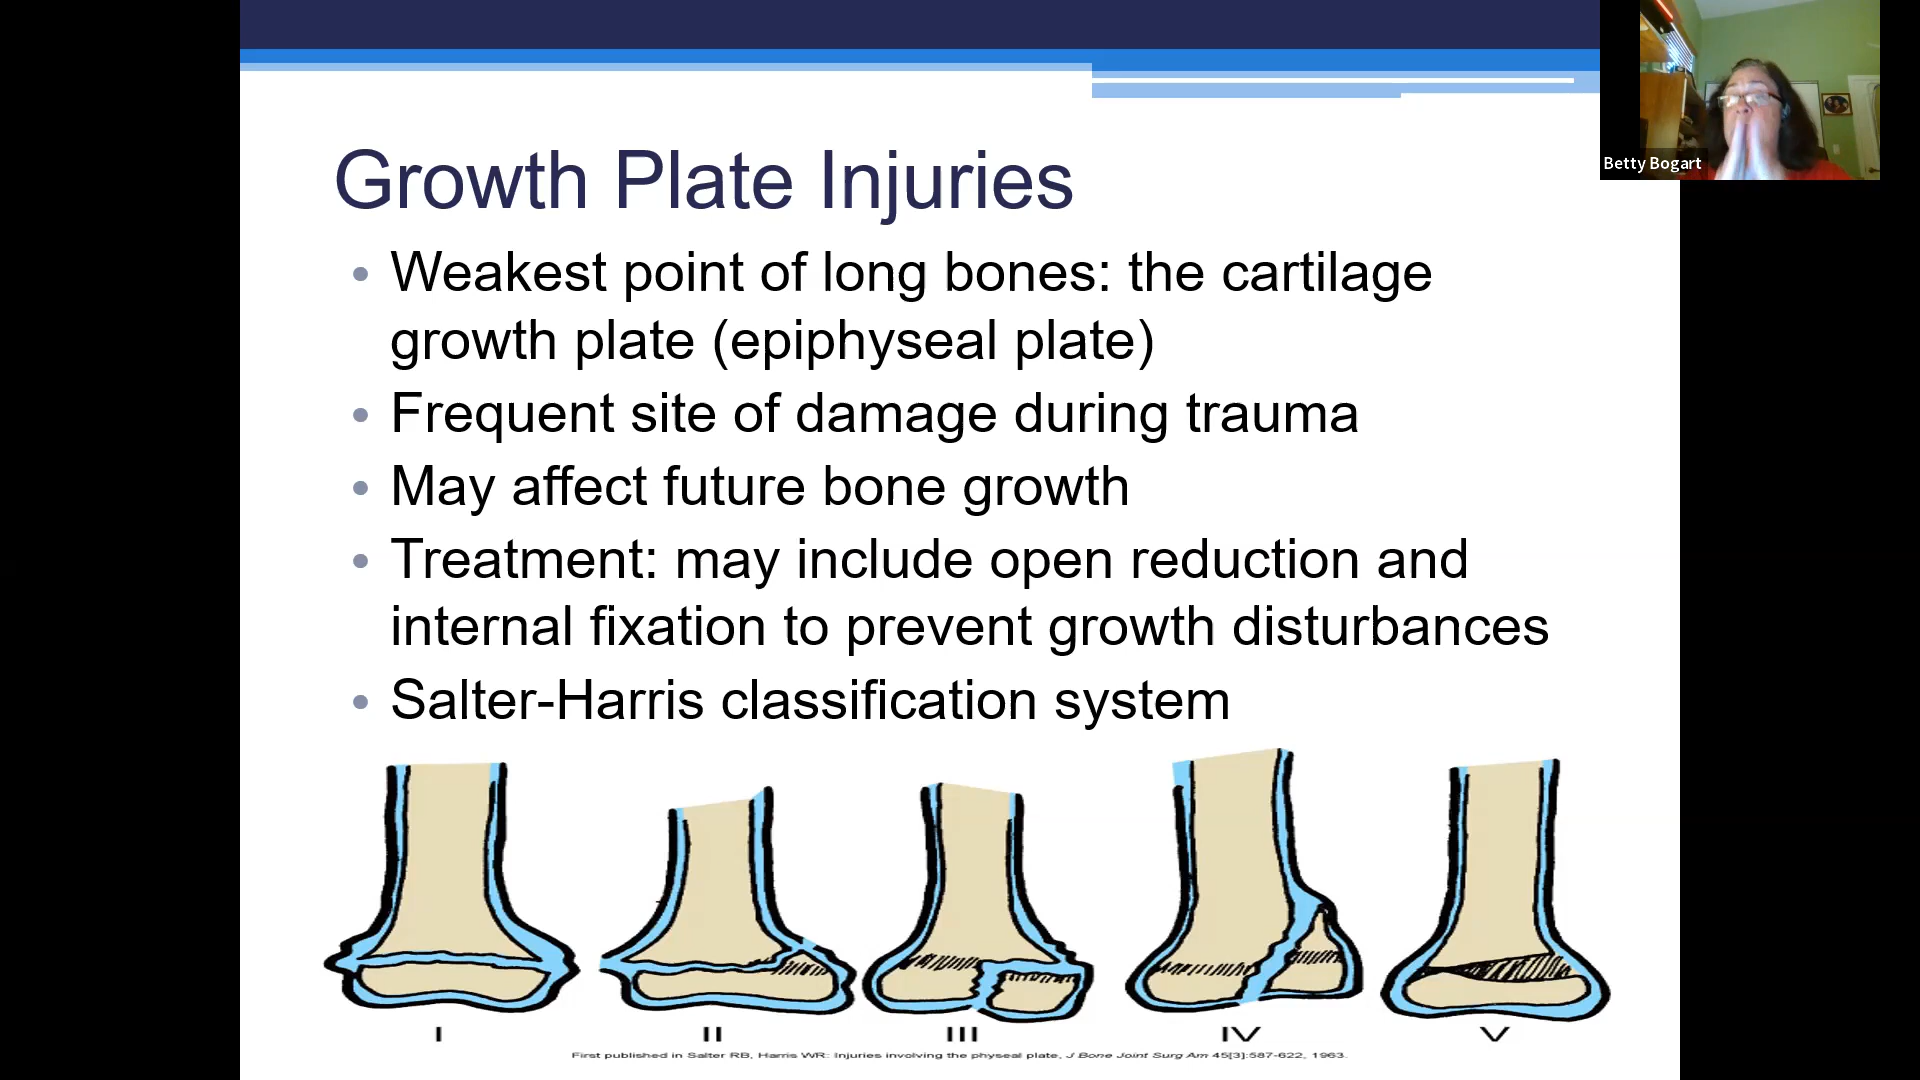 Betty Bogart
Growth Plate Injuries
• Weakest point of long bones: the cartilage
growth plate (epiphyseal plate)
• Frequent site of damage during trauma
• May affect future bone growth
• Treatment: may include open reduction and
internal fixation to prevent growth disturbances
• Salter-Harris classification system
I II III IV V
First published in Salter RB, Harris WR: Injuries involving the physeal plate, J Bone Joint Surg Am 45[3]:587-622, 1963.